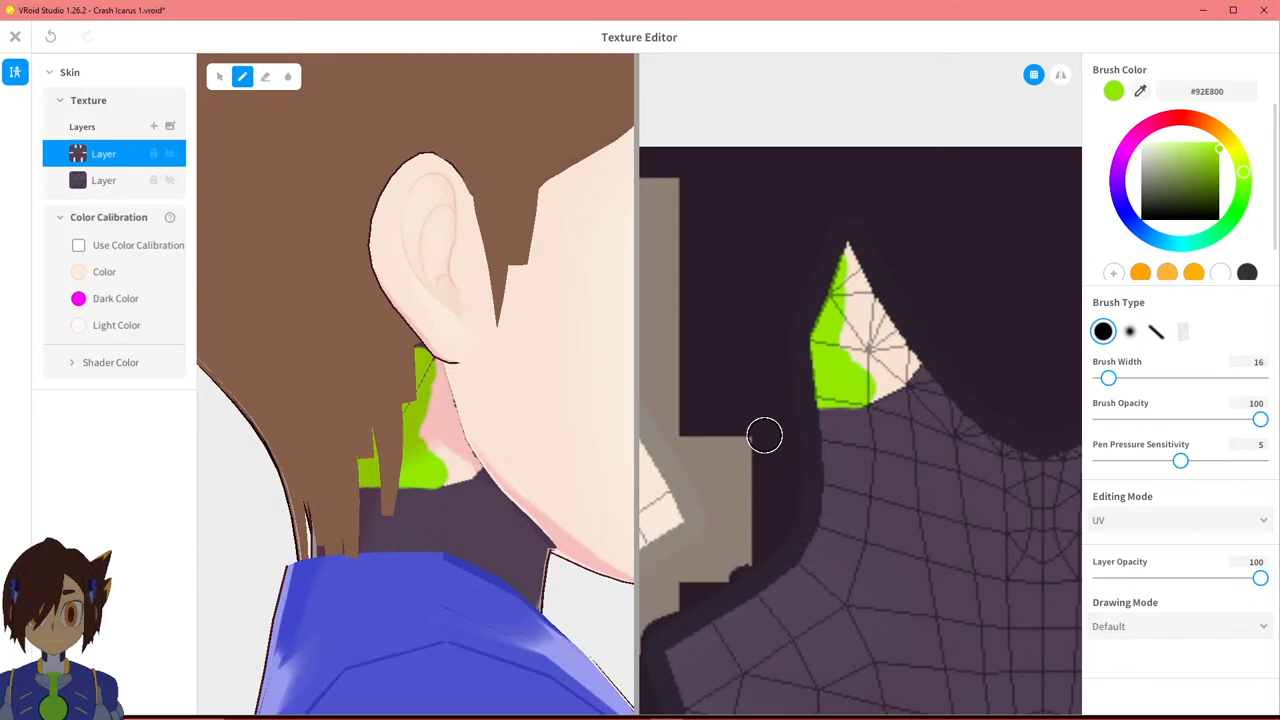 VRoid Studio 1.26.2 - Crash Icarus 1.vroid*
Texture Editor
Skin
Texture
Layers
Layer
Layer
Color Calibration
Use Color Calibration
Color
Dark Color
Light Color
Shader Color
Brush Color
#92E800
Brush Type
Brush Width
16
Brush Opacity
100
Pen Pressure Sensitivity
5
Editing Mode
UV
Layer Opacity
100
Drawing Mode
Default